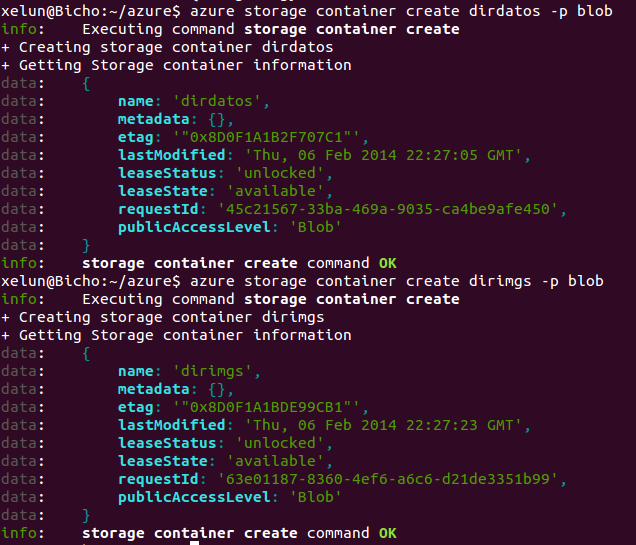 xelun@Bicho:~/azure$ azure storage container create dirdatos -p blob
info:    Executing command storage container create
+ Creating storage container dirdatos
+ Getting Storage container information
data:    {
data:        name: 'dirdatos',
data:        metadata: {},
data:        etag: '"0x8D0F1A1B2F707C1"',
data:        lastModified: 'Thu, 06 Feb 2014 22:27:05 GMT',
data:        leaseStatus: 'unlocked',
data:        leaseState: 'available',
data:        requestId: '45c21567-33ba-469a-9035-ca4be9afe450',
data:        publicAccessLevel: 'Blob'
data:    }
info:    storage container create command OK
xelun@Bicho:~/azure$ azure storage container create dirimgs -p blob
info:    Executing command storage container create
+ Creating storage container dirimgs
+ Getting Storage container information
data:    {
data:        name: 'dirimgs',
data:        metadata: {},
data:        etag: '"0x8D0F1A1BDE99CB1"',
data:        lastModified: 'Thu, 06 Feb 2014 22:27:23 GMT',
data:        leaseStatus: 'unlocked',
data:        leaseState: 'available',
data:        requestId: '63e01187-8360-4ef6-a6c6-d21de3351b99',
data:        publicAccessLevel: 'Blob'
data:    }
info:    storage container create command OK